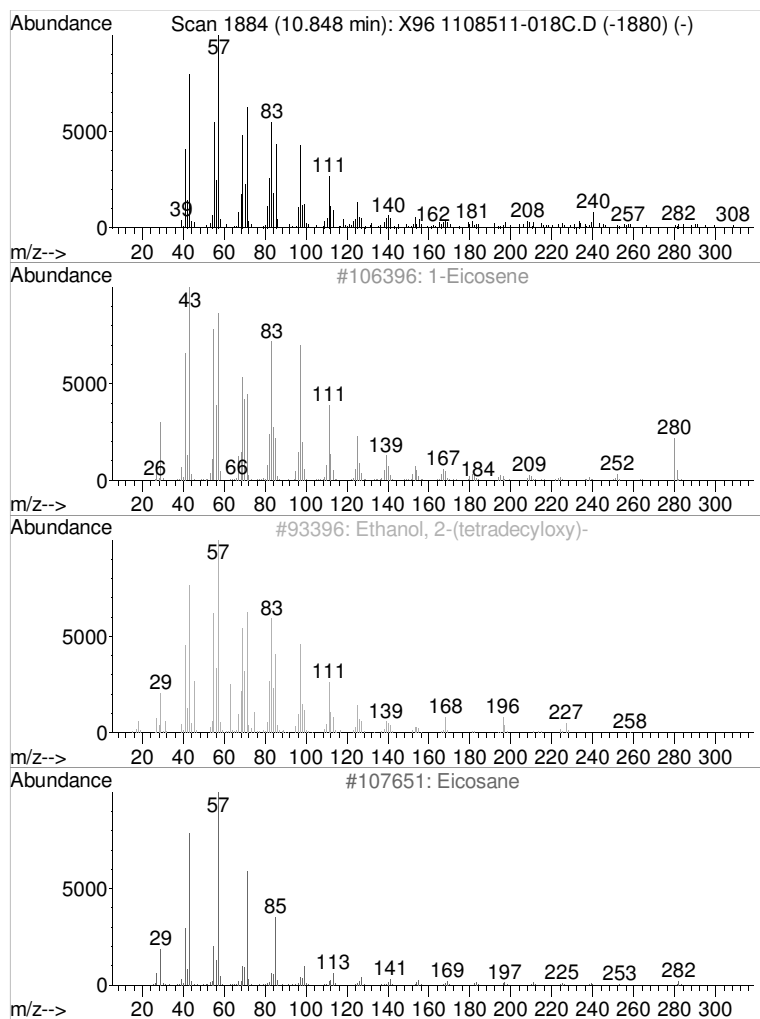 Abundance Scan 1884 (10.848 min): X96 1108511-018C.D (-1880) (-)
57
83
5000
111
39 140 162 181 208 240 257 282 308
0
20 40 60 80 100 120 140 160 180 200 220 240 260 280 300
m/z-->
Abundance #106396: 1-Eicosene
43
83
5000
111
280
139
26 66 167 184 209 252
0
20 40 60 80 100 120 140 160 180 200 220 240 260 280 300
m/z-->
Abundance #93396: Ethanol, 2-(tetradecyloxy)-
57
83
5000
29 111
139 168 196 227 258
0
20 40 60 80 100 120 140 160 180 200 220 240 260 280 300
m/z-->
Abundance #107651: Eicosane
57
5000
85
29
113 141 169 197 225 253 282
0
20 40 60 80 100 120 140 160 180 200 220 240 260 280 300
m/z-->